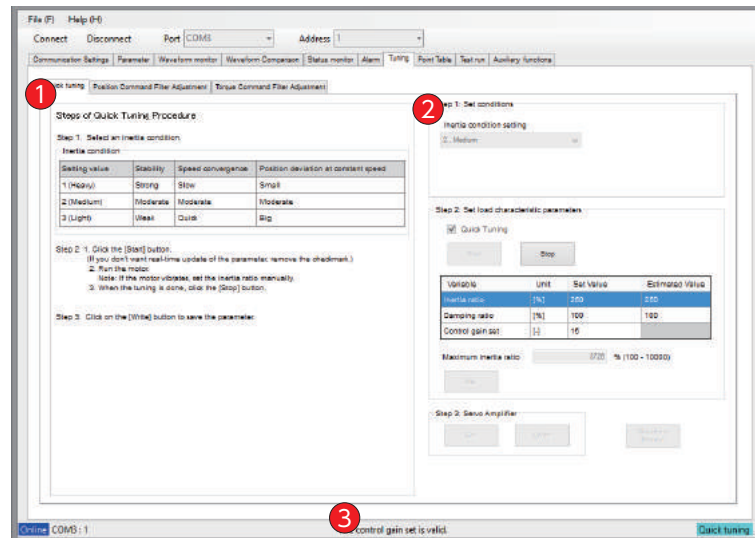 File (F) Help (H)
Connect Disconnect Port COM3 Address 1
Communication Settings Parameter Waveform monitor Waveform Comparison Status monitor Alarm Tuning Point Table Test run Auxiliary functions
1 ck tuning Position Command Filter Adjustment Torque Command Filter Adjustment
Steps of Quick Tuning Procedure
Step 1. Select an inertia condition.
Inertia condition
Setting value Stability Speed convergence Position deviation at constant speed
1 (Heavy) Strong Slow Small
2 (Medium) Moderate Moderate Moderate
3 (Light) Weak Quick Big
Step 2. 1. Click the [Start] button.
(If you don't want real-time update of the parameter, remove the checkmark.)
2. Run the motor.
Note: If the motor vibrates, set the inertia ratio manually.
3. When the tuning is done, click the [Stop] button.
Step 3. Click on the [Write] button to save the parameter.
2 ep 1: Set conditions
Inertia condition setting
2.. Medium
Step 2: Set load characteristic parameters
Quick Tuning
Stop
Variable Unit Set Value Estimated Value
Inertia ratio [%] 250 250
Damping ratio [%] 100 100
Control gain set [-] 15
Maximum inertia ratio % (100 - 10000)
Step 3: Servo Amplifier
Online COM3 : 1 3 control gain set is valid. Quick tuning